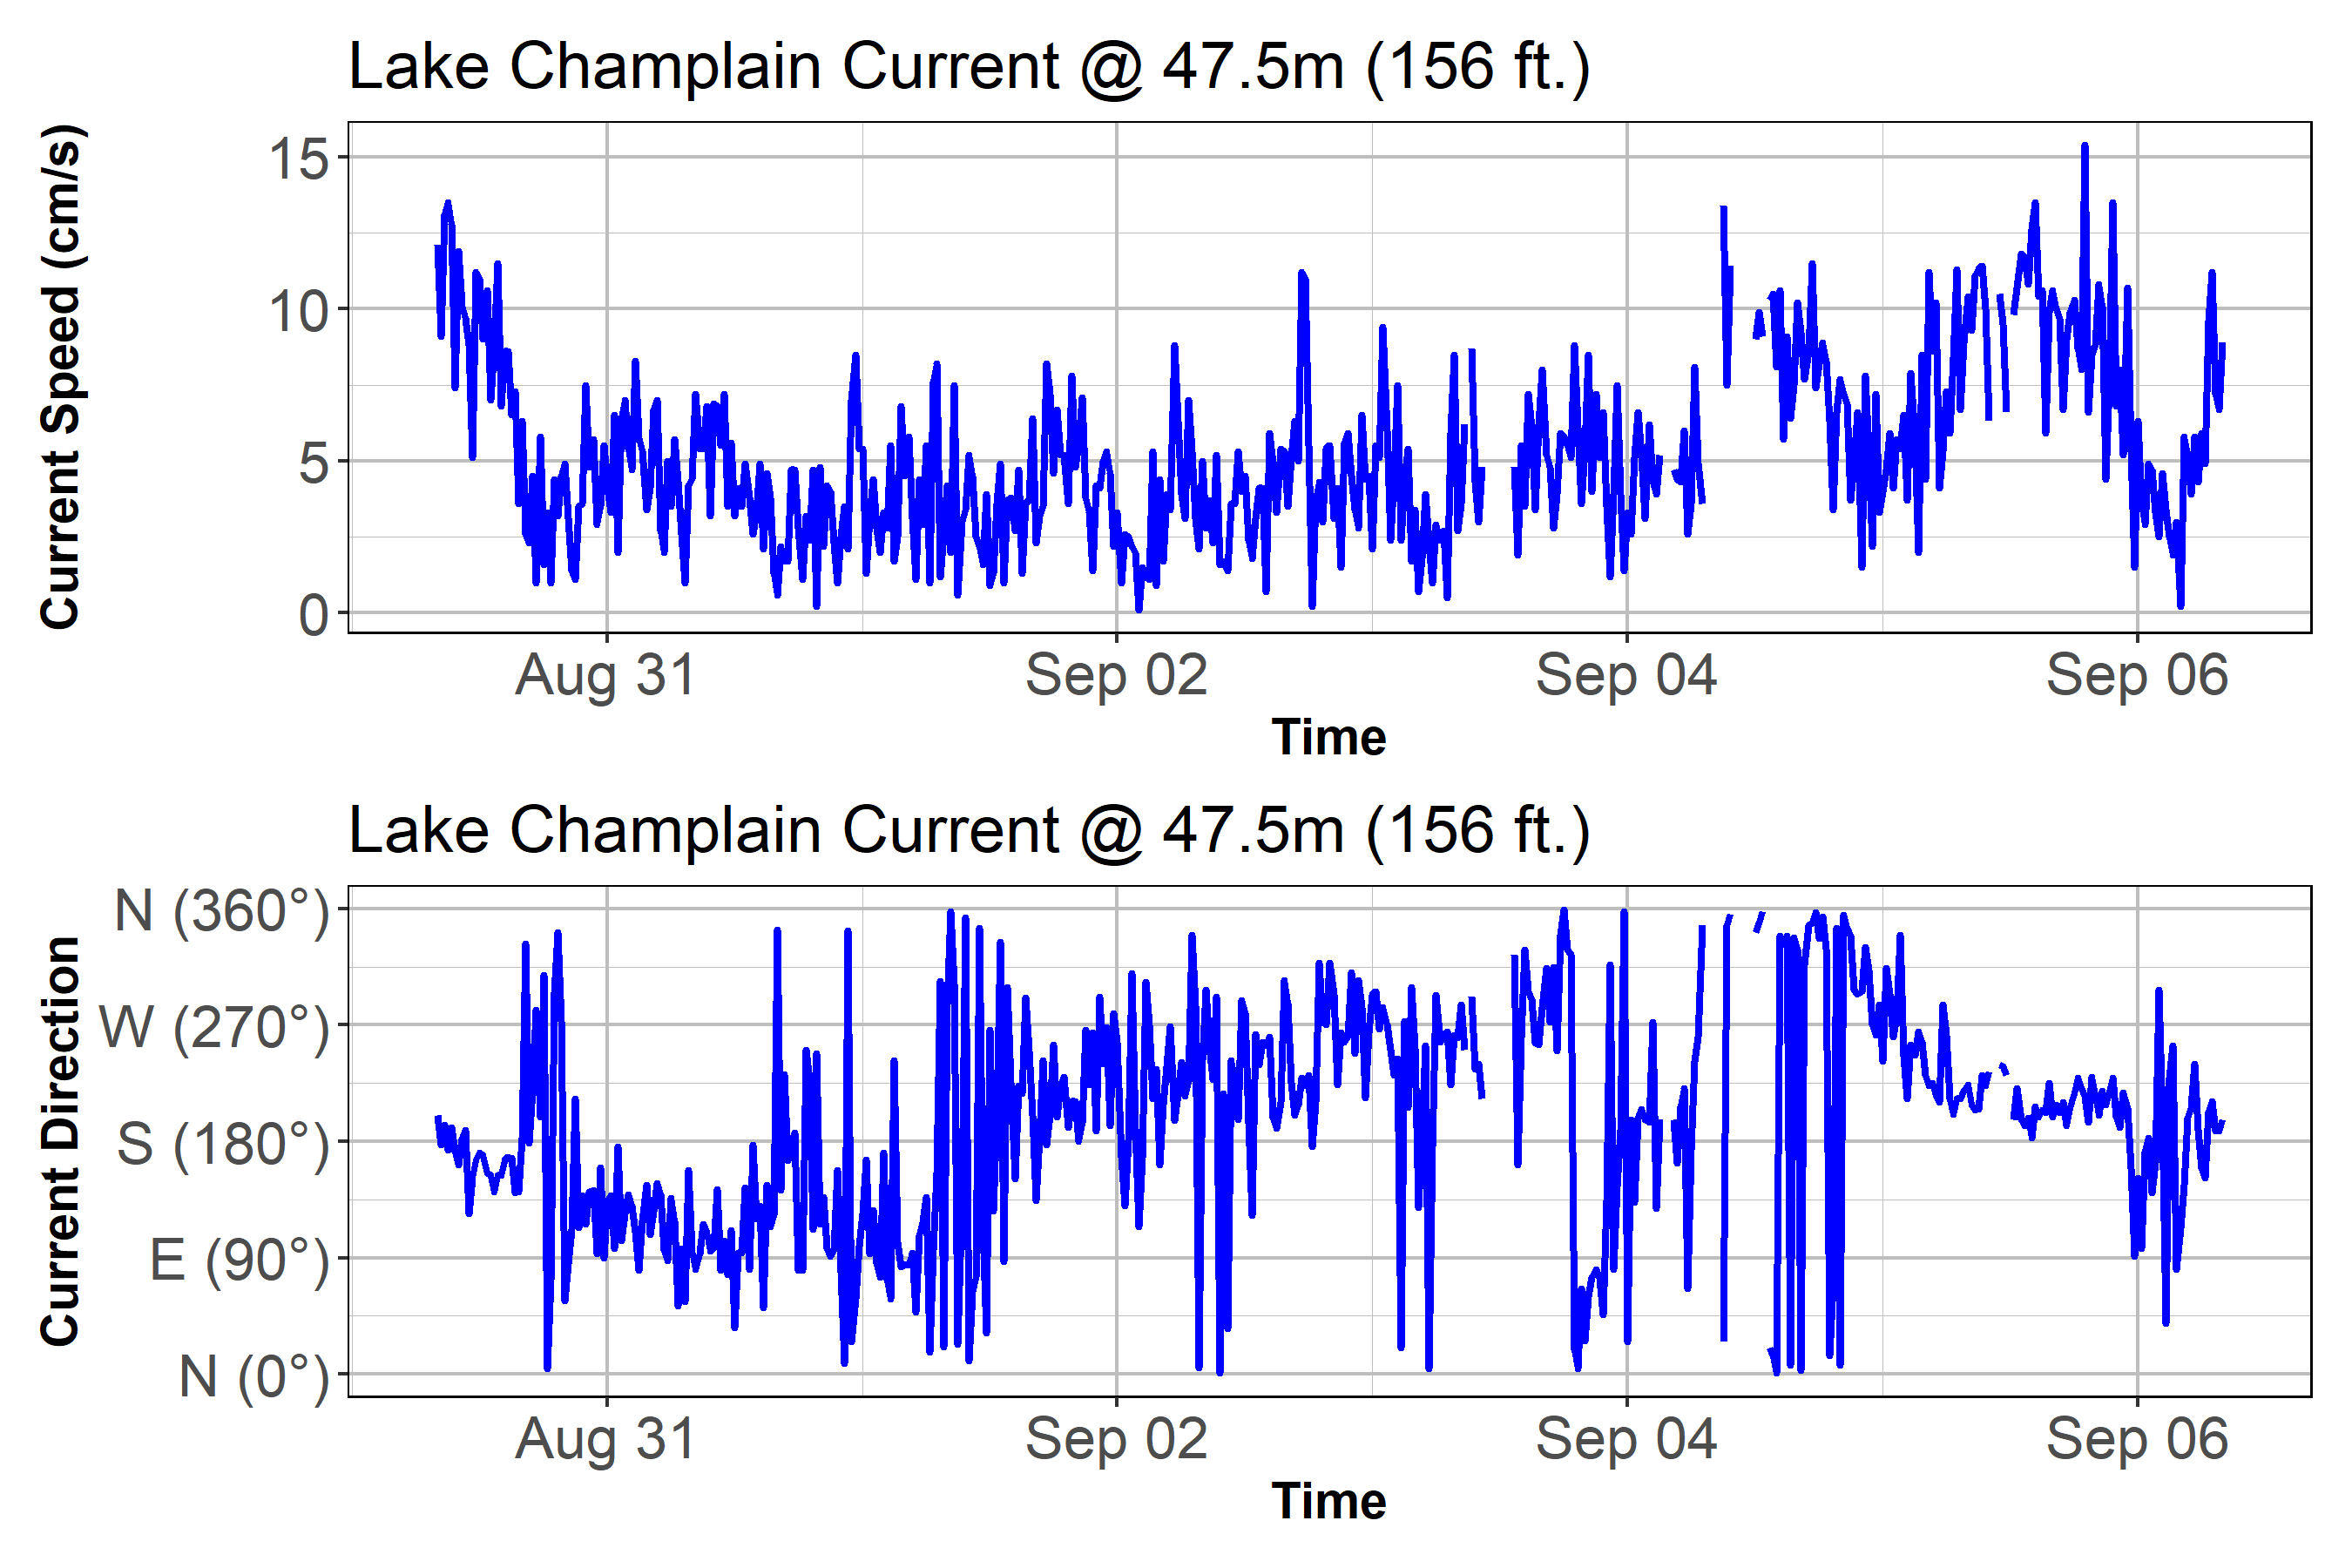 Lake Champlain Current @ 47.5m (156 ft.)
Current Speed (cm/s)
15
10
5
0
Aug 31 Sep 02 Sep 04 Sep 06
Time
Lake Champlain Current @ 47.5m (156 ft.)
Current Direction
N (360°)
W (270°)
S (180°)
E (90°)
N (0°)
Aug 31 Sep 02 Sep 04 Sep 06
Time